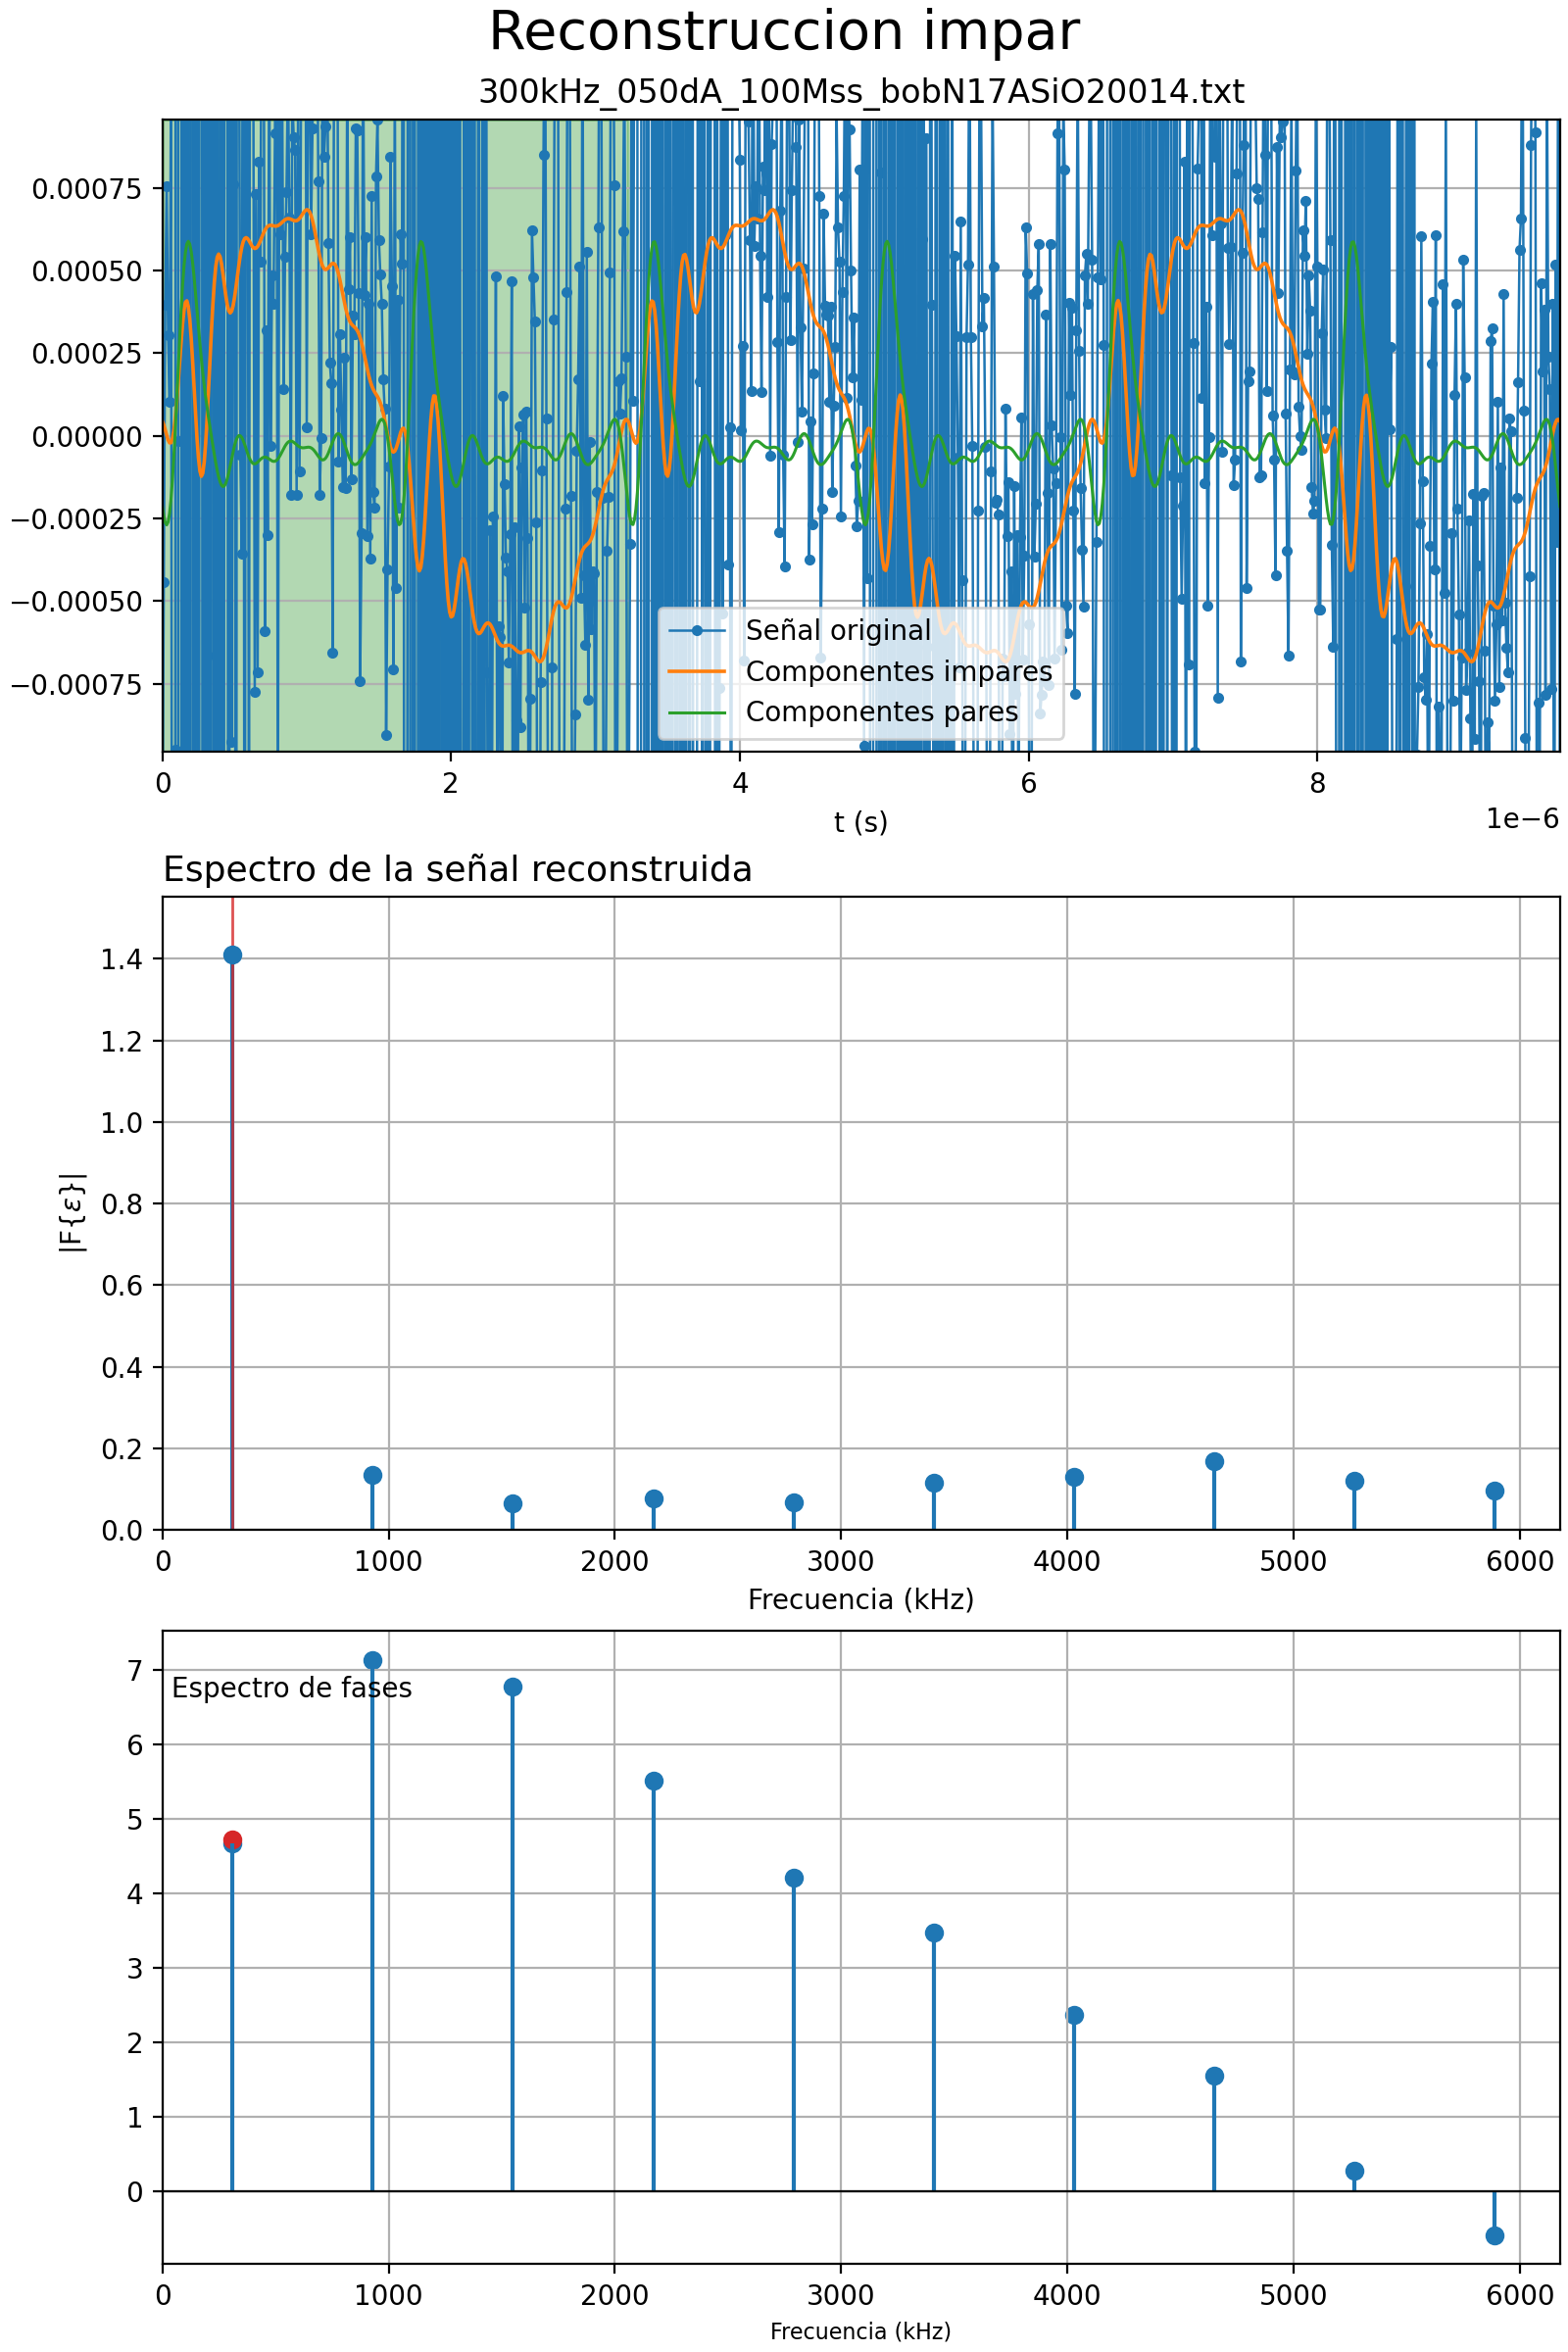 Reconstruccion impar
300kHz_050dA_100Mss_bobN17ASiO20014.txt
0.00075
0.00050
0.00025
0.00000
−0.00025
−0.00050
−0.00075
Señal original
Componentes impares
Componentes pares
0 2 4 6 8
t (s)
1e−6
Espectro de la señal reconstruida
1.4
1.2
1.0
0.8
0.6
0.4
0.2
0.0
|F{ε}|
0 1000 2000 3000 4000 5000 6000
Frecuencia (kHz)
7
Espectro de fases
6
5
4
3
2
1
0
0 1000 2000 3000 4000 5000 6000
Frecuencia (kHz)